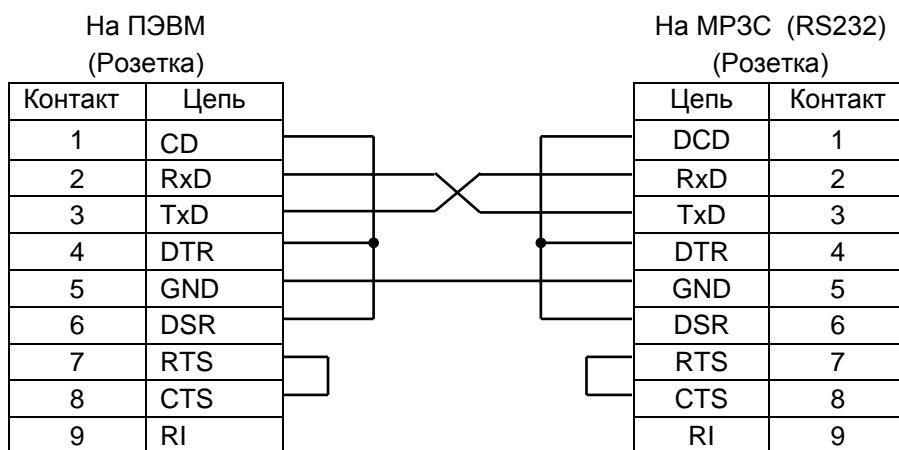 На ПЭВМ На МРЗС (RS232)
(Розетка) (Розетка)
Контакт Цепь Цепь Контакт
1 CD DCD 1
2 RxD RxD 2
3 TxD TxD 3
4 DTR DTR 4
5 GND GND 5
6 DSR DSR 6
7 RTS RTS 7
8 CTS CTS 8
9 RI RI 9